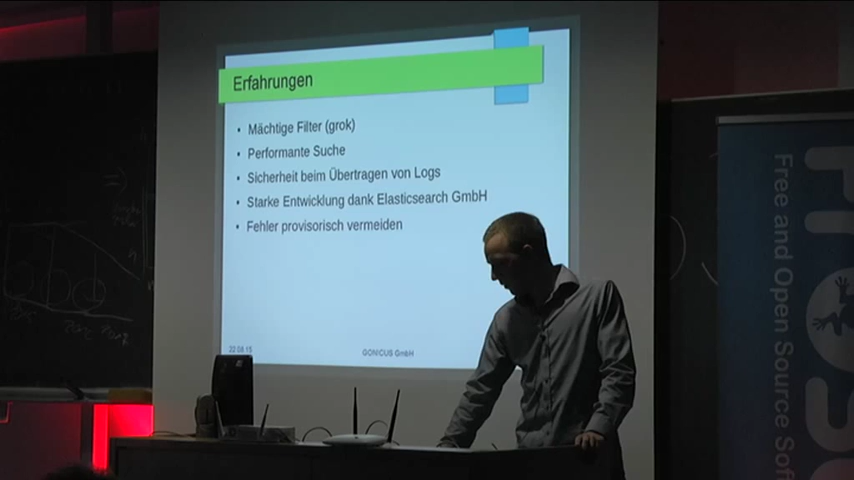 Erfahrungen
• Mächtige Filter (grok)
• Performante Suche
• Sicherheit beim Übertragen von Logs
• Starke Entwicklung dank Elasticsearch GmbH
• Fehler provisorisch vermeiden
22.08.15
GONICUS GmbH
Free and Open Source Soft